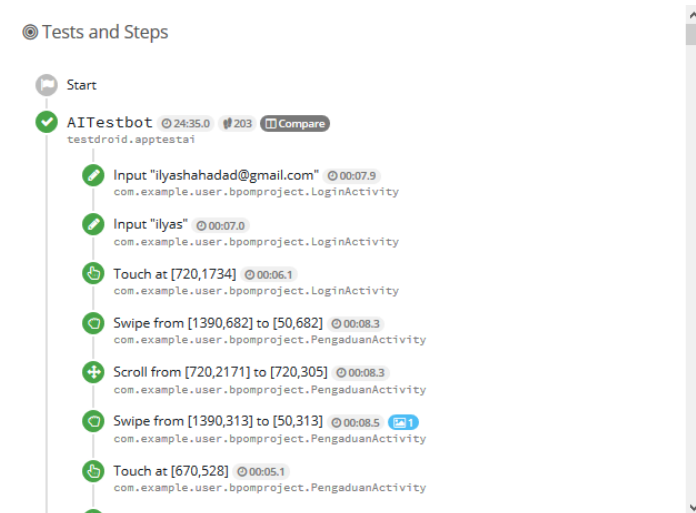 Tests and Steps
Start
AITestbot 24:35.0 203 Compare
testdroid.apptestai
Input "ilyashahadad@gmail.com" 00:07.9
com.example.user.bpomproject.LoginActivity
Input "ilyas" 00:07.0
com.example.user.bpomproject.LoginActivity
Touch at [720,1734] 00:06.1
com.example.user.bpomproject.LoginActivity
Swipe from [1390,682] to [50,682] 00:08.3
com.example.user.bpomproject.PengaduanActivity
Scroll from [720,2171] to [720,305] 00:08.3
com.example.user.bpomproject.PengaduanActivity
Swipe from [1390,313] to [50,313] 00:08.5 1
com.example.user.bpomproject.PengaduanActivity
Touch at [670,528] 00:05.1
com.example.user.bpomproject.PengaduanActivity